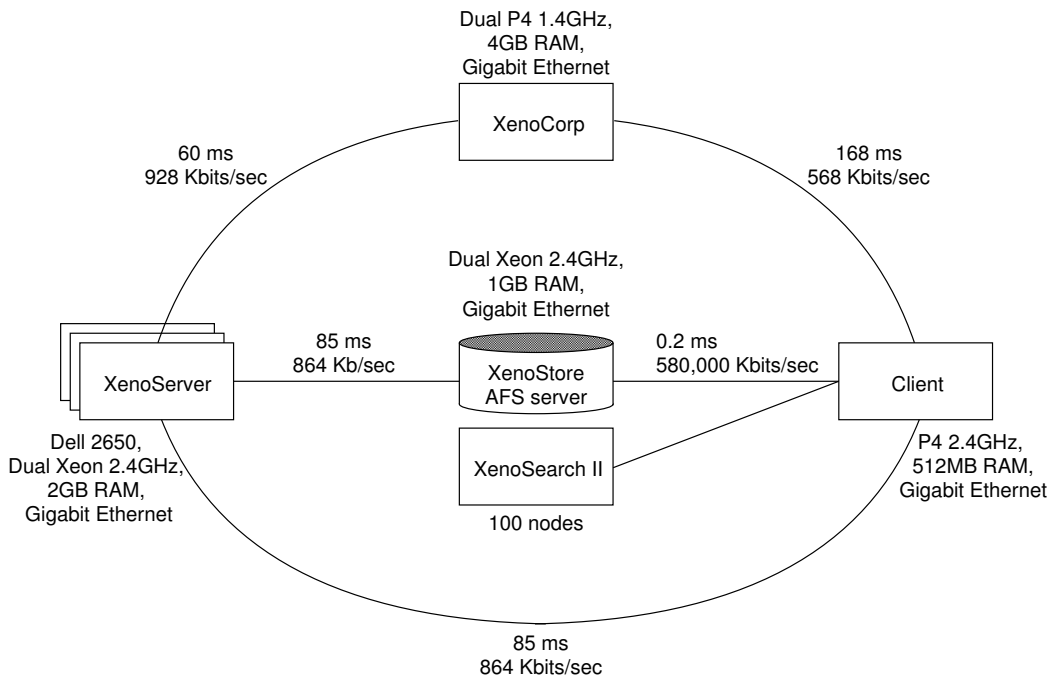 Dual P4 1.4GHz,
4GB RAM,
Gigabit Ethernet
XenoCorp
60 ms
928 Kbits/sec
168 ms
568 Kbits/sec
Dual Xeon 2.4GHz,
1GB RAM,
Gigabit Ethernet
85 ms
864 Kb/sec
0.2 ms
580,000 Kbits/sec
XenoServer
XenoStore
AFS server
Client
Dell 2650,
Dual Xeon 2.4GHz,
2GB RAM,
Gigabit Ethernet
XenoSearch II
100 nodes
P4 2.4GHz,
512MB RAM,
Gigabit Ethernet
85 ms
864 Kbits/sec